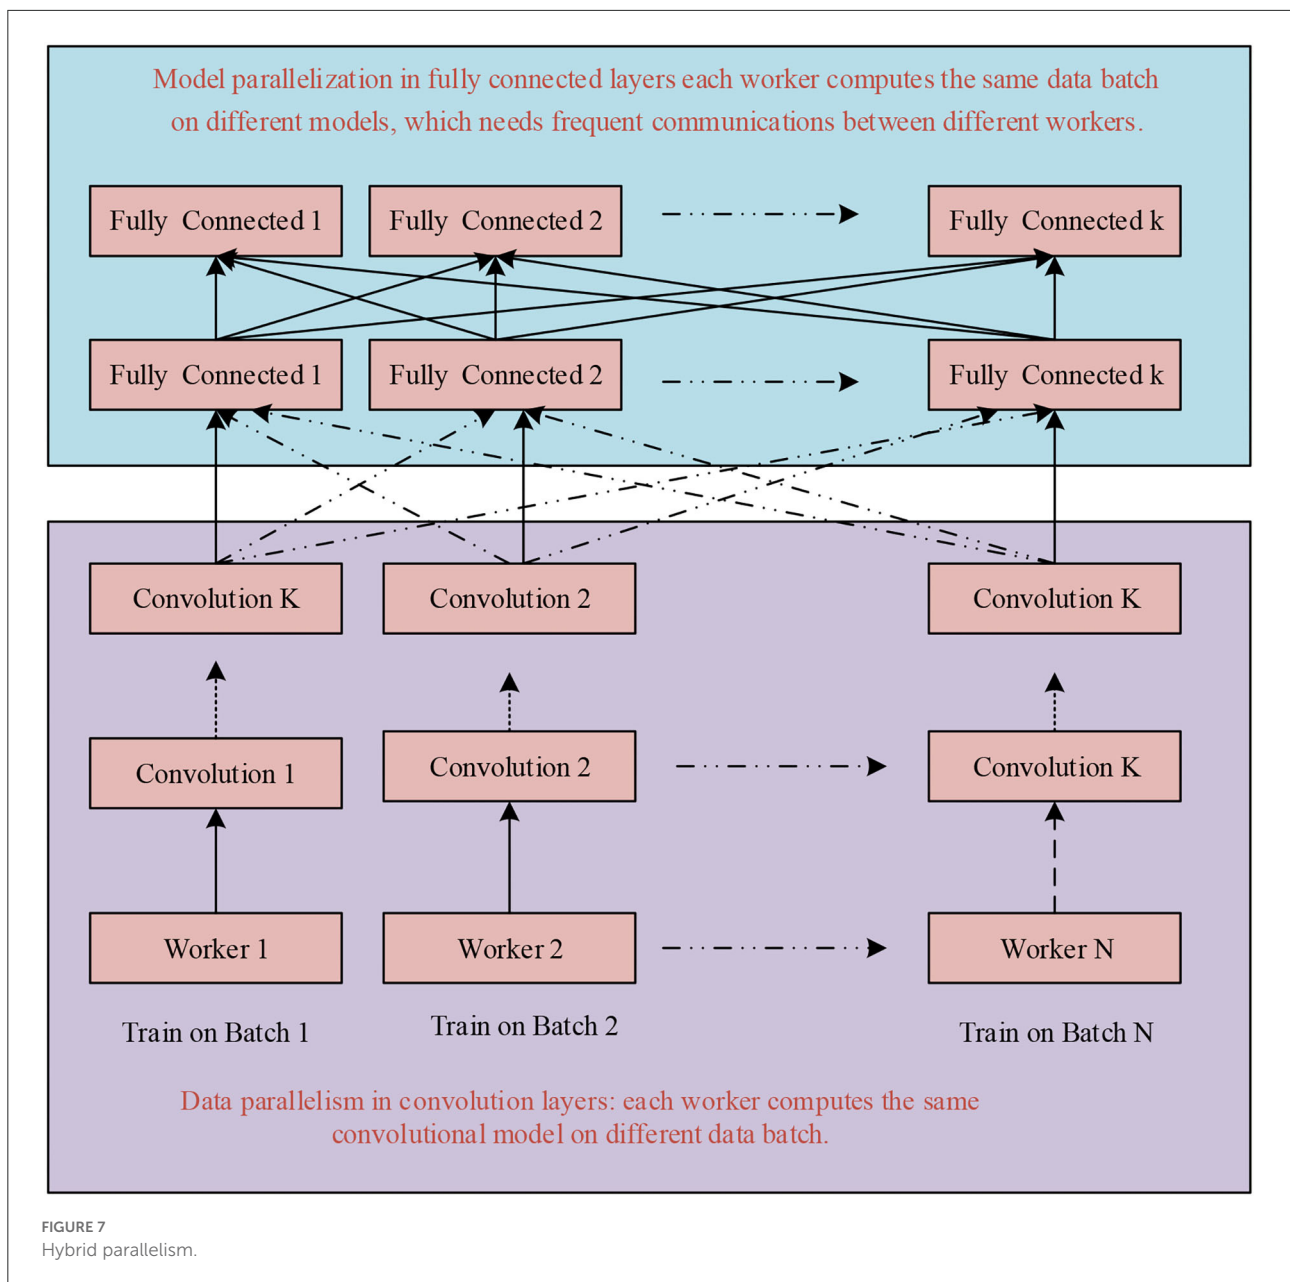 Model parallelization in fully connected layers each worker computes the same data batch
on different models, which needs frequent communications between different workers.
Fully Connected 1
Fully Connected 2
Fully Connected k
Fully Connected 1
Fully Connected 2
Fully Connected k
Convolution K
Convolution 2
Convolution K
Convolution 1
Convolution 2
Convolution K
Worker 1
Worker 2
Worker N
Train on Batch 1
Train on Batch 2
Train on Batch N
Data parallelism in convolution layers: each worker computes the same
convolutional model on different data batch.
FIGURE 7
Hybrid parallelism.